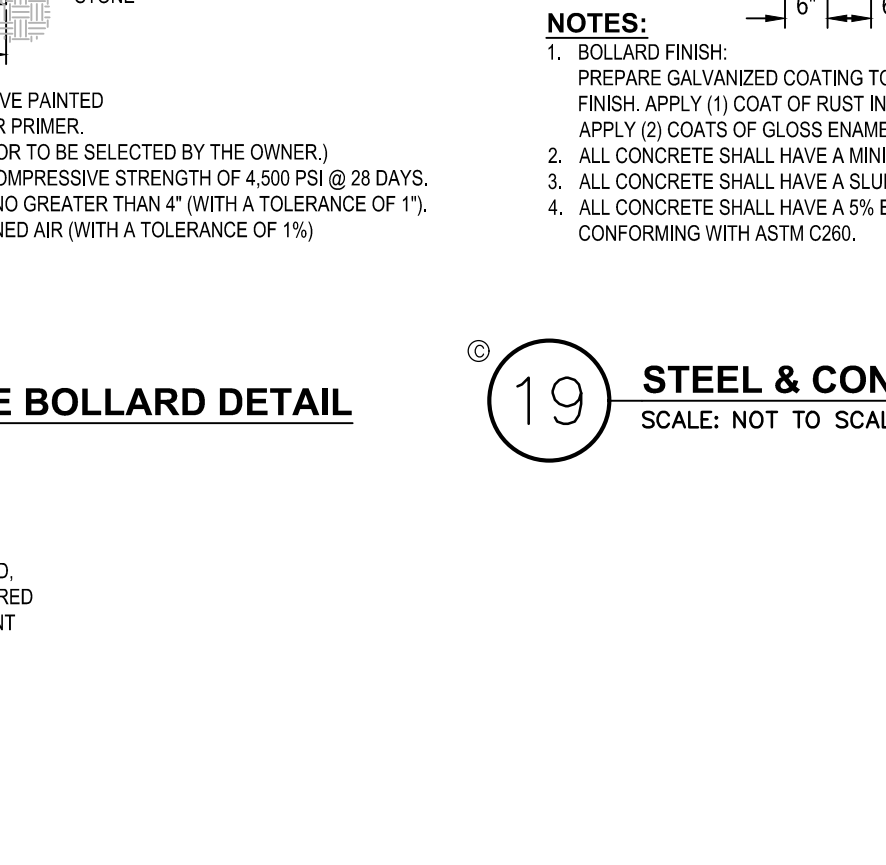 STONE
VE PAINTED
R PRIMER.
OR TO BE SELECTED BY THE OWNER.)
OMPRESSIVE STRENGTH OF 4,500 PSI @ 28 DAYS.
NO GREATER THAN 4" (WITH A TOLERANCE OF 1").
NED AIR (WITH A TOLERANCE OF 1%)
E BOLLARD DETAIL
D,
RED
NT
6"
NOTES:
1. BOLLARD FINISH:
PREPARE GALVANIZED COATING TO
FINISH. APPLY (1) COAT OF RUST IN
APPLY (2) COATS OF GLOSS ENAME
2. ALL CONCRETE SHALL HAVE A MINI
3. ALL CONCRETE SHALL HAVE A SLU
4. ALL CONCRETE SHALL HAVE A 5% E
CONFORMING WITH ASTM C260.
©
19
STEEL & CON
SCALE: NOT TO SCAL